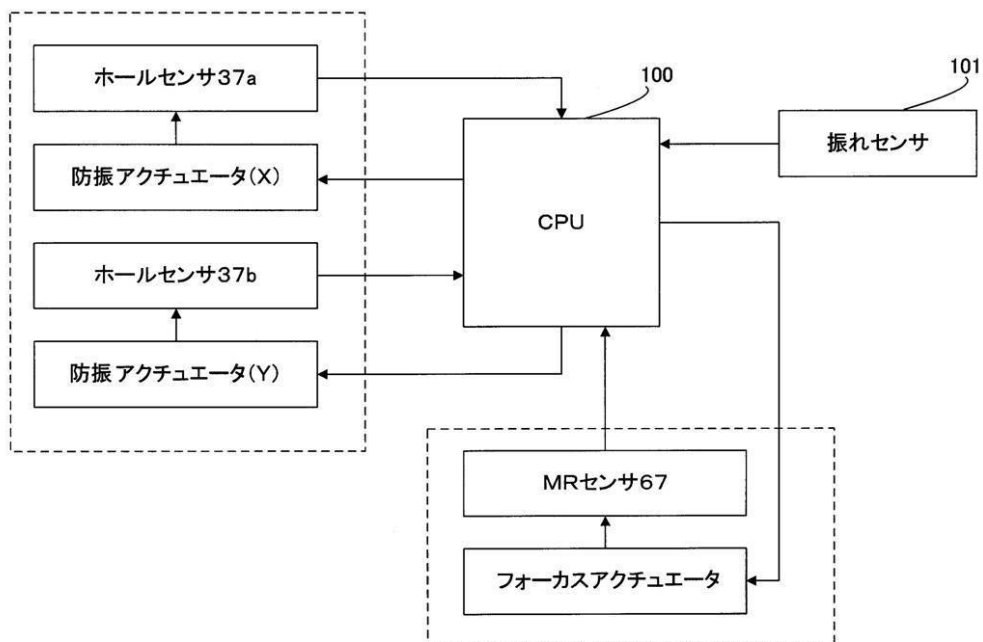 ホールセンサ37a
防振アクチュエータ(X)
ホールセンサ37b
防振アクチュエータ(Y)
100
CPU
101
振れセンサ
MRセンサ67
フォーカスアクチュエータ